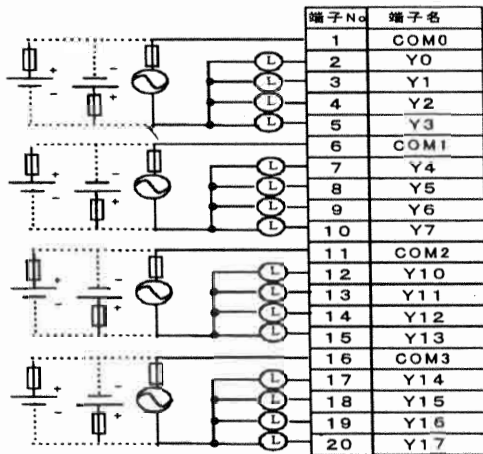 端子No 端子名
1 COM0
L 2 Y0
L 3 Y1
L 4 Y2
L 5 Y3
6 COM1
L 7 Y4
L 8 Y5
L 9 Y6
L 10 Y7
11 COM2
L 12 Y10
L 13 Y11
L 14 Y12
L 15 Y13
16 COM3
L 17 Y14
L 18 Y15
L 19 Y16
L 20 Y17
+ − − +
+ − − +
+ − − +
+ − − +